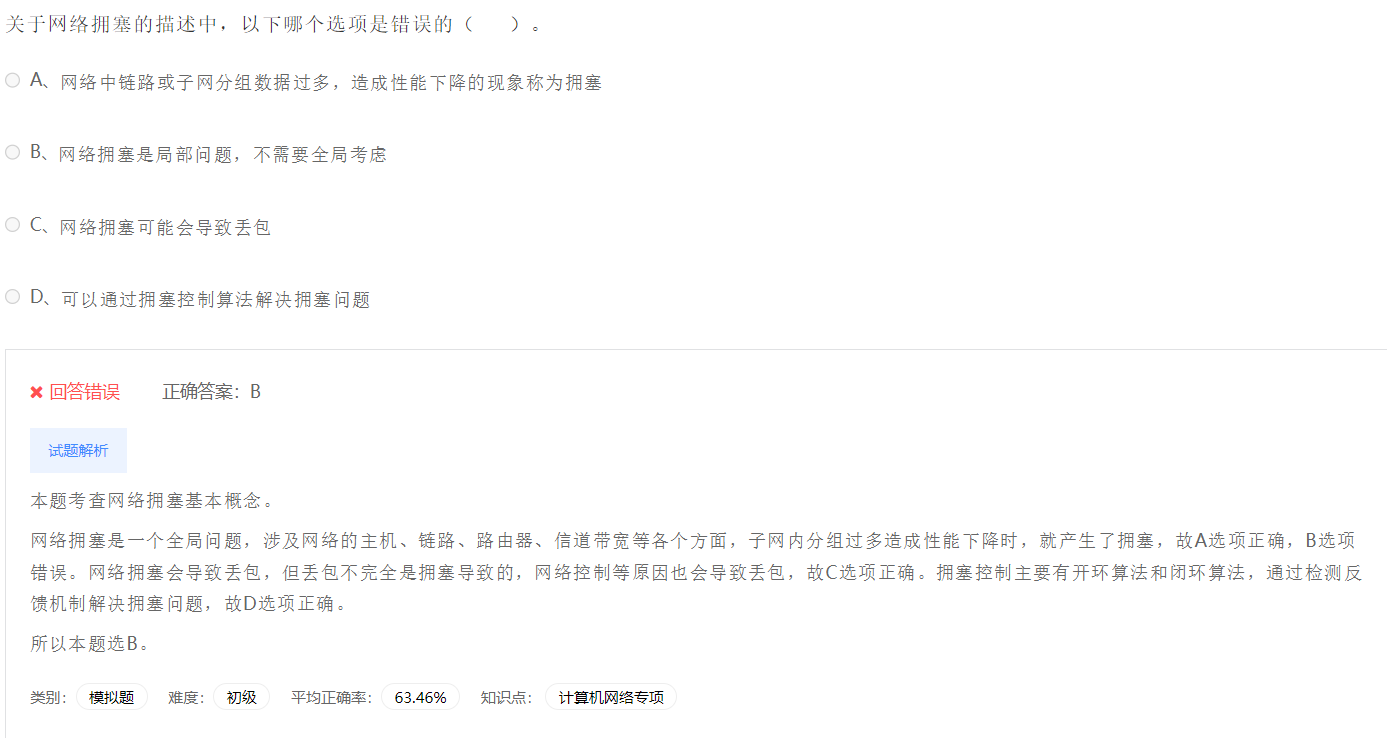 关于网络拥塞的描述中，以下哪个选项是错误的（　　）。
A、网络中链路或子网分组数据过多，造成性能下降的现象称为拥塞
B、网络拥塞是局部问题，不需要全局考虑
C、网络拥塞可能会导致丢包
D、可以通过拥塞控制算法解决拥塞问题
✖ 回答错误　　正确答案：B
试题解析
本题考查网络拥塞基本概念。
网络拥塞是一个全局问题，涉及网络的主机、链路、路由器、信道带宽等各个方面，子网内分组过多造成性能下降时，就产生了拥塞，故A选项正确，B选项
错误。网络拥塞会导致丢包，但丢包不完全是拥塞导致的，网络控制等原因也会导致丢包，故C选项正确。拥塞控制主要有开环算法和闭环算法，通过检测反
馈机制解决拥塞问题，故D选项正确。
所以本题选B。
类别： 模拟题　难度： 初级　平均正确率： 63.46%　知识点： 计算机网络专项